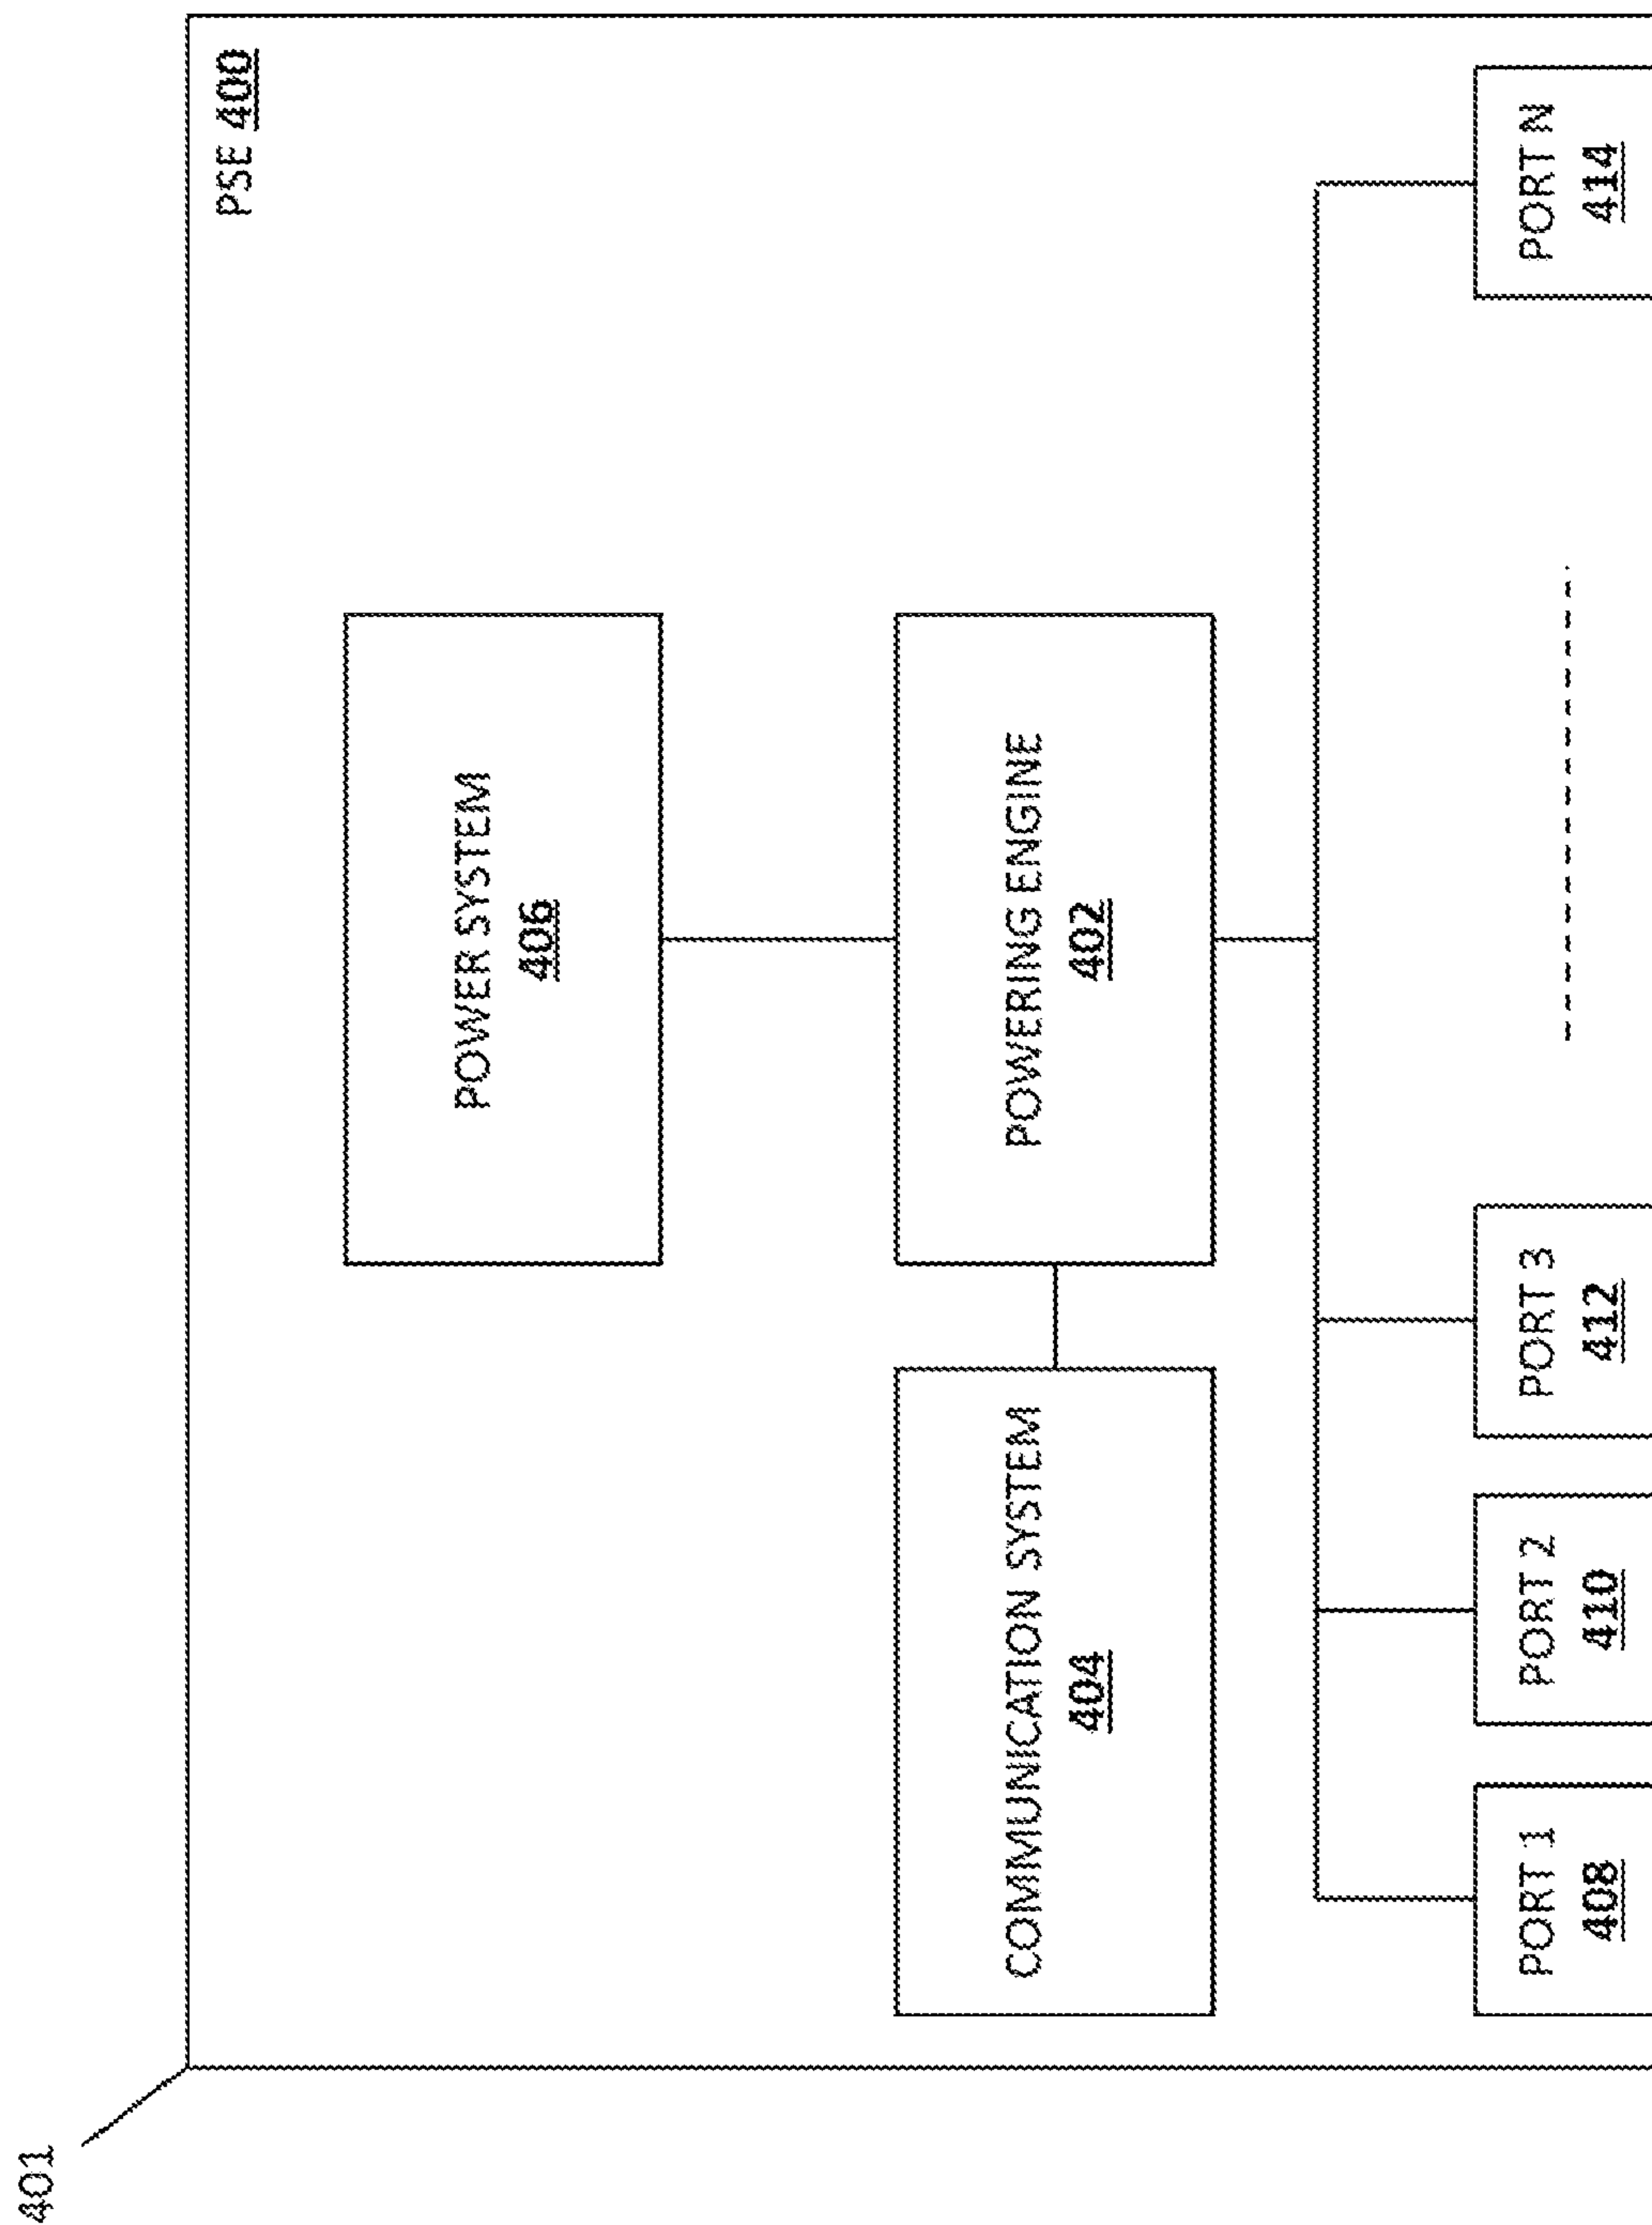 401
PSE 400
POWER SYSTEM
406
COMMUNICATION SYSTEM
404
POWERING ENGINE
402
PORT 1
408
PORT 2
410
PORT 3
412
PORT N
414